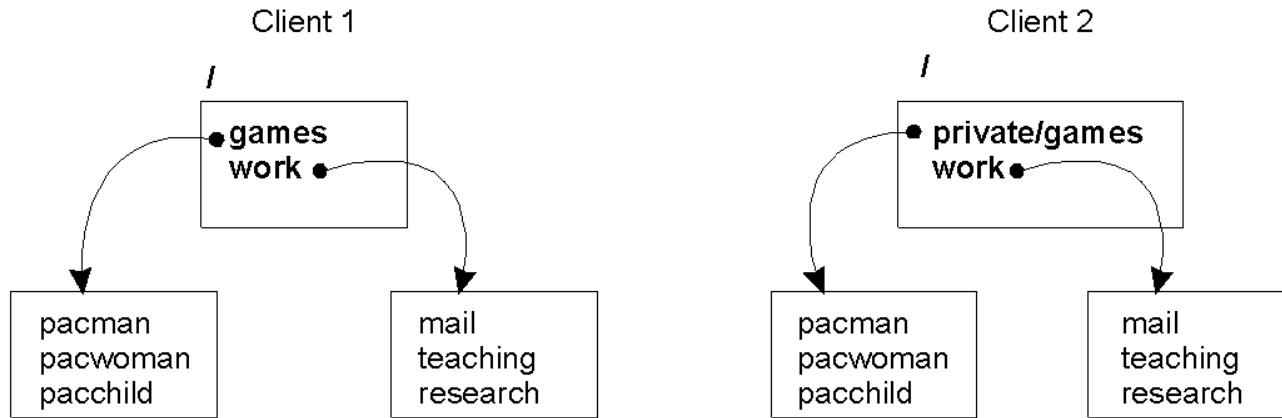 Client 1
/
games
work
pacman
pacwoman
pacchild
mail
teaching
research
Client 2
/
private/games
work
pacman
pacwoman
pacchild
mail
teaching
research